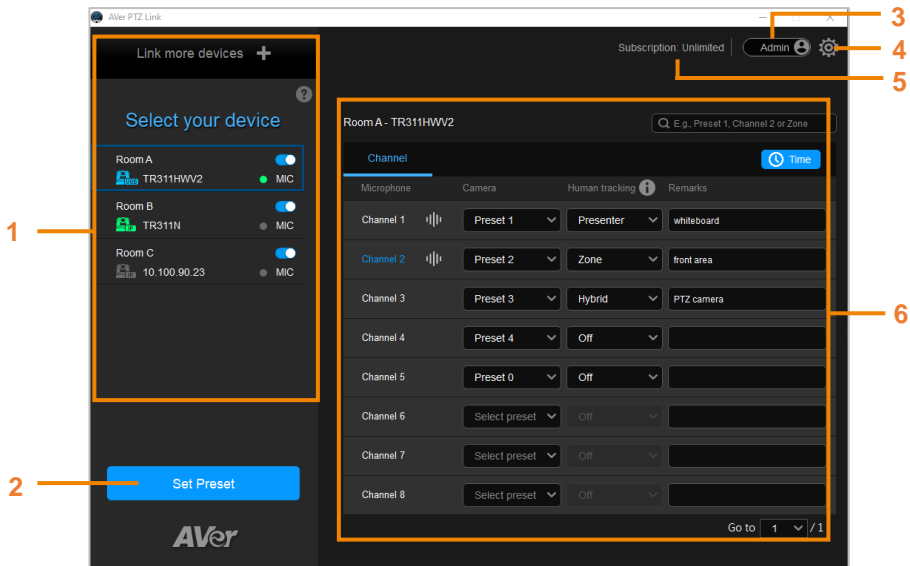 AVer PTZ Link
3
Link more devices +
Subscription: Unlimited
Admin
4
5
?
Select your device
Room A - TR311HWV2
E.g., Preset 1, Channel 2 or Zone
Channel
Time
Room A
USB TR311HWV2 MIC
Microphone Camera Human tracking i Remarks
Room B
IP TR311N MIC
Channel 1 Preset 1 Presenter whiteboard
1
Room C
IP 10.100.90.23 MIC
Channel 2 Preset 2 Zone front area
Channel 3 Preset 3 Hybrid PTZ camera
6
Channel 4 Preset 4 Off
Channel 5 Preset 0 Off
Channel 6 Select preset Off
Channel 7 Select preset Off
2
Set Preset
Channel 8 Select preset Off
Go to 1 / 1
AVer